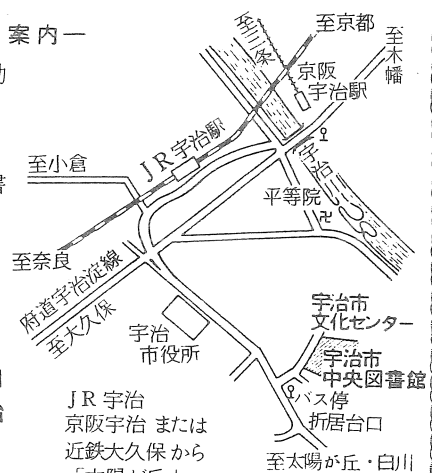 案内一
至京都
至三条
至木幡
京阪
宇治駅
JR宇治駅
至小倉
宇治川
平等院
卍
至奈良
府道宇治淀線
至大久保
宇治
市役所
宇治市
文化センター
宇治市
中央図書館
バス停
折居台口
至太陽が丘・白川
JR宇治
京阪宇治または
近鉄大久保から